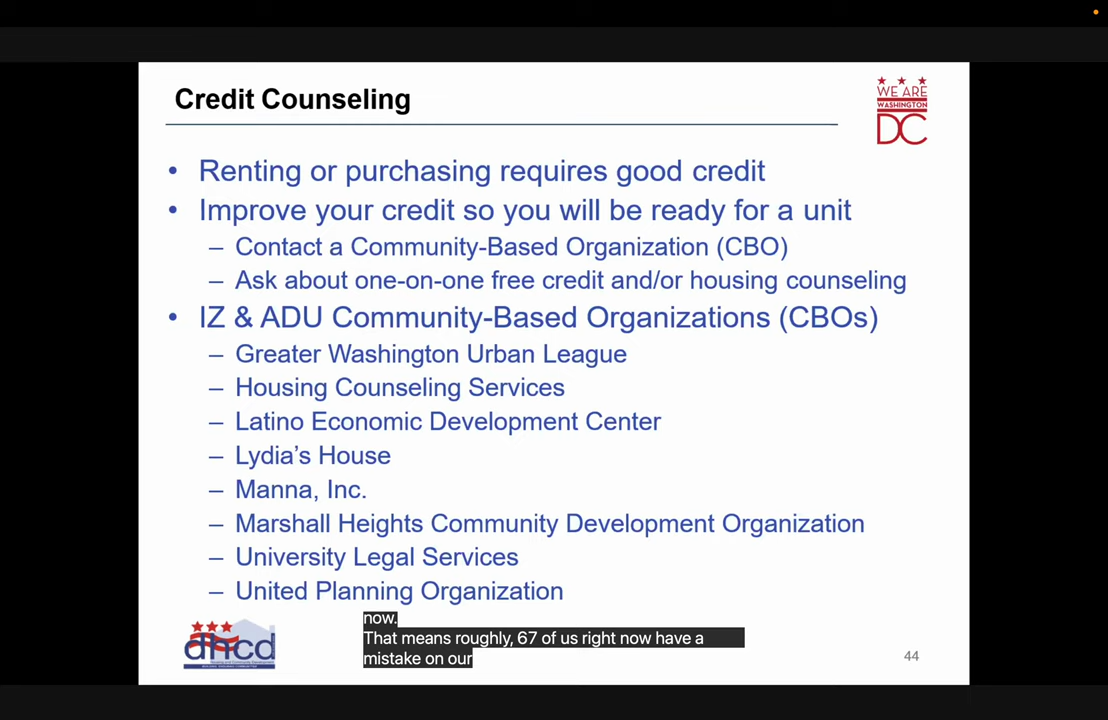 Credit Counseling
WE ARE
WASHINGTON
DC
• Renting or purchasing requires good credit
• Improve your credit so you will be ready for a unit
– Contact a Community-Based Organization (CBO)
– Ask about one-on-one free credit and/or housing counseling
• IZ & ADU Community-Based Organizations (CBOs)
– Greater Washington Urban League
– Housing Counseling Services
– Latino Economic Development Center
– Lydia’s House
– Manna, Inc.
– Marshall Heights Community Development Organization
– University Legal Services
– United Planning Organization
now.
That means roughly, 67 of us right now have a
mistake on our
dhcd
44